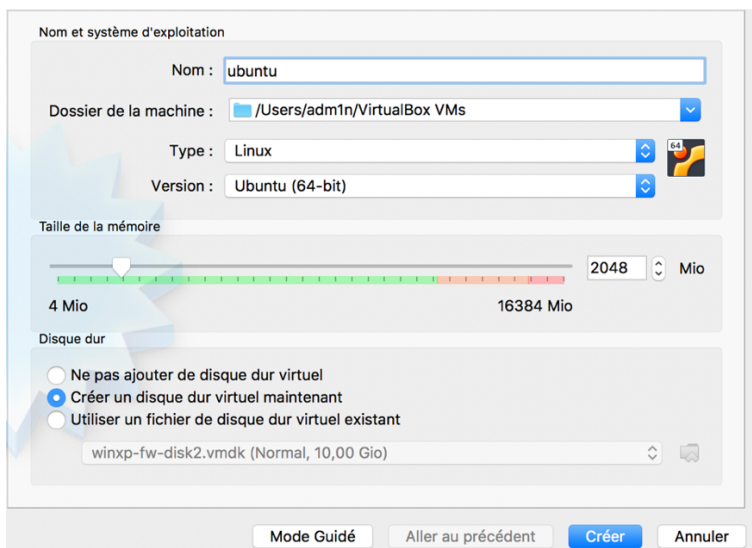 Nom et système d'exploitation
Nom : ubuntu
Dossier de la machine : /Users/adm1n/VirtualBox VMs
Type : Linux
64
Version : Ubuntu (64-bit)
Taille de la mémoire
2048 Mio
4 Mio 16384 Mio
Disque dur
Ne pas ajouter de disque dur virtuel
Créer un disque dur virtuel maintenant
Utiliser un fichier de disque dur virtuel existant
winxp-fw-disk2.vmdk (Normal, 10,00 Gio)
Mode Guidé Aller au précédent Créer Annuler